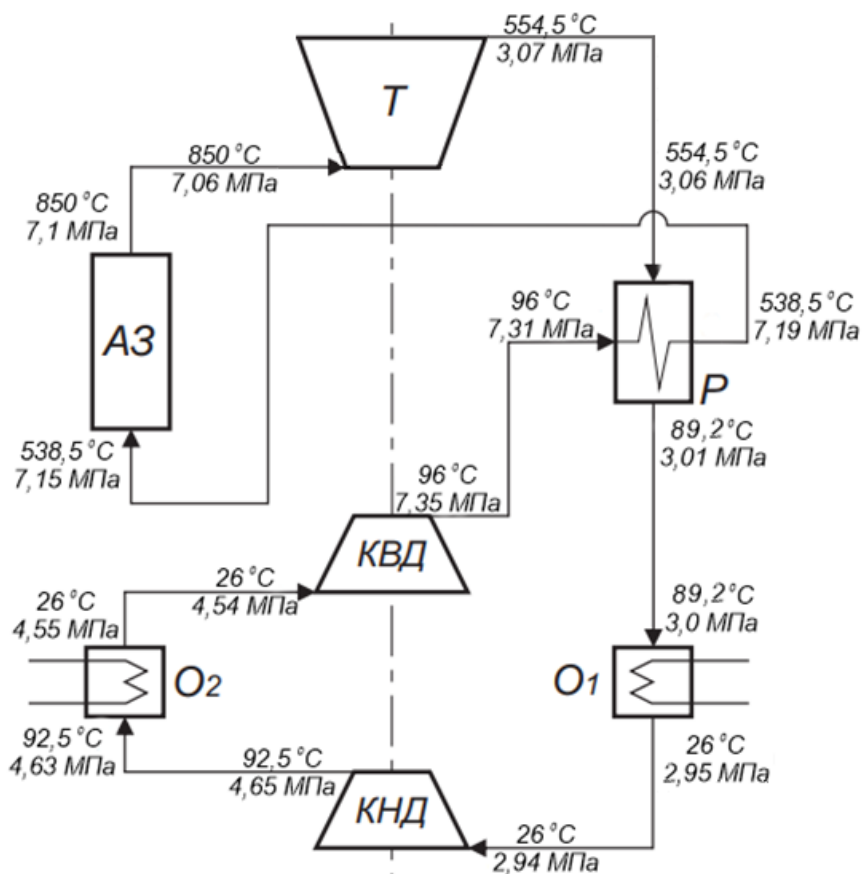 554,5°C
3,07 МПа
Т
850°C
7,06 МПа
554,5°C
3,06 МПа
850°C
7,1 МПа
АЗ
96°C
7,31 МПа
538,5°C
7,19 МПа
Р
538,5°C
7,15 МПа
89,2°C
3,01 МПа
96°C
7,35 МПа
КВД
26°C
4,54 МПа
26°C
4,55 МПа
89,2°C
3,0 МПа
О2
О1
92,5°C
4,63 МПа
92,5°C
4,65 МПа
26°C
2,95 МПа
КНД
26°C
2,94 МПа